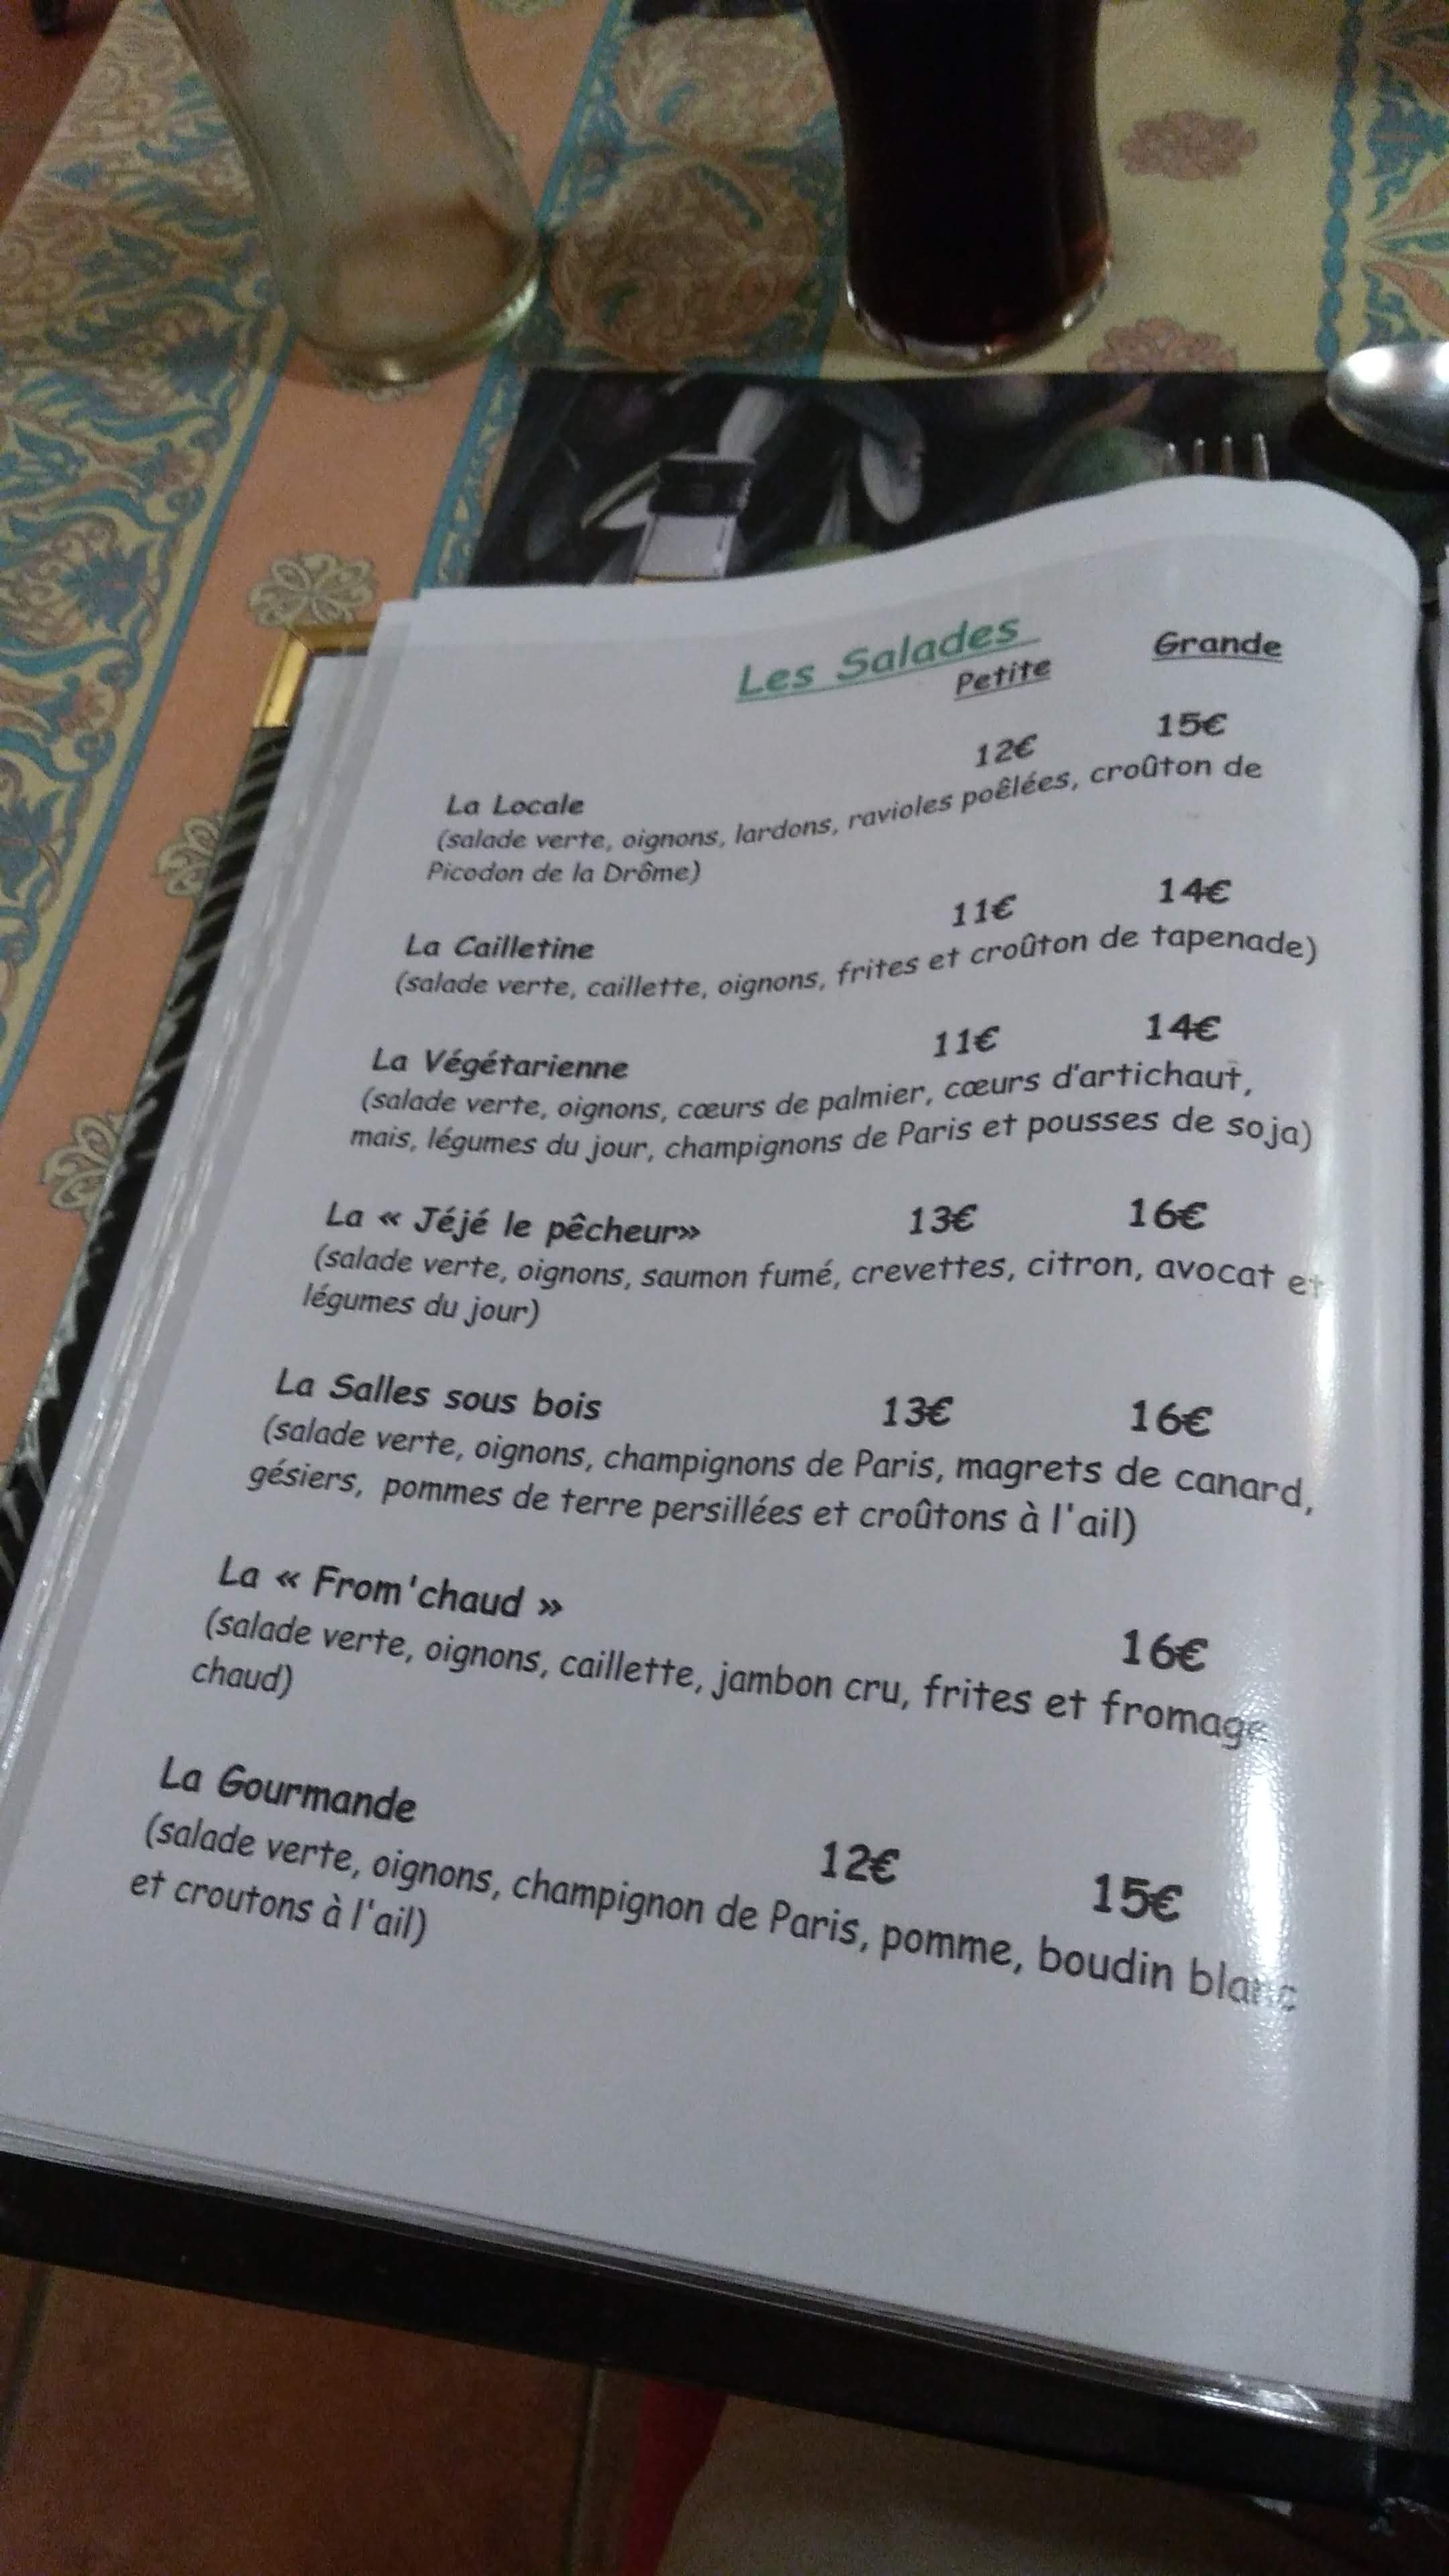 Les Salades
Petite Grande
12€ 15€
La Locale
(salade verte, oignons, lardons, ravioles poêlées, croûton de
Picodon de la Drôme)
11€ 14€
La Cailletine
(salade verte, caillette, oignons, frites et croûton de tapenade)
La Végétarienne 11€ 14€
(salade verte, oignons, cœurs de palmier, cœurs d'artichaut,
mais, légumes du jour, champignons de Paris et pousses de soja)
La « Jéjé le pêcheur» 13€ 16€
(salade verte, oignons, saumon fumé, crevettes, citron, avocat et
légumes du jour)
La Salles sous bois 13€ 16€
(salade verte, oignons, champignons de Paris, magrets de canard,
gésiers, pommes de terre persillées et croûtons à l'ail)
La « From'chaud » 16€
(salade verte, oignons, caillette, jambon cru, frites et fromage
chaud)
La Gourmande 12€ 15€
(salade verte, oignons, champignon de Paris, pomme, boudin blanc
et croutons à l'ail)